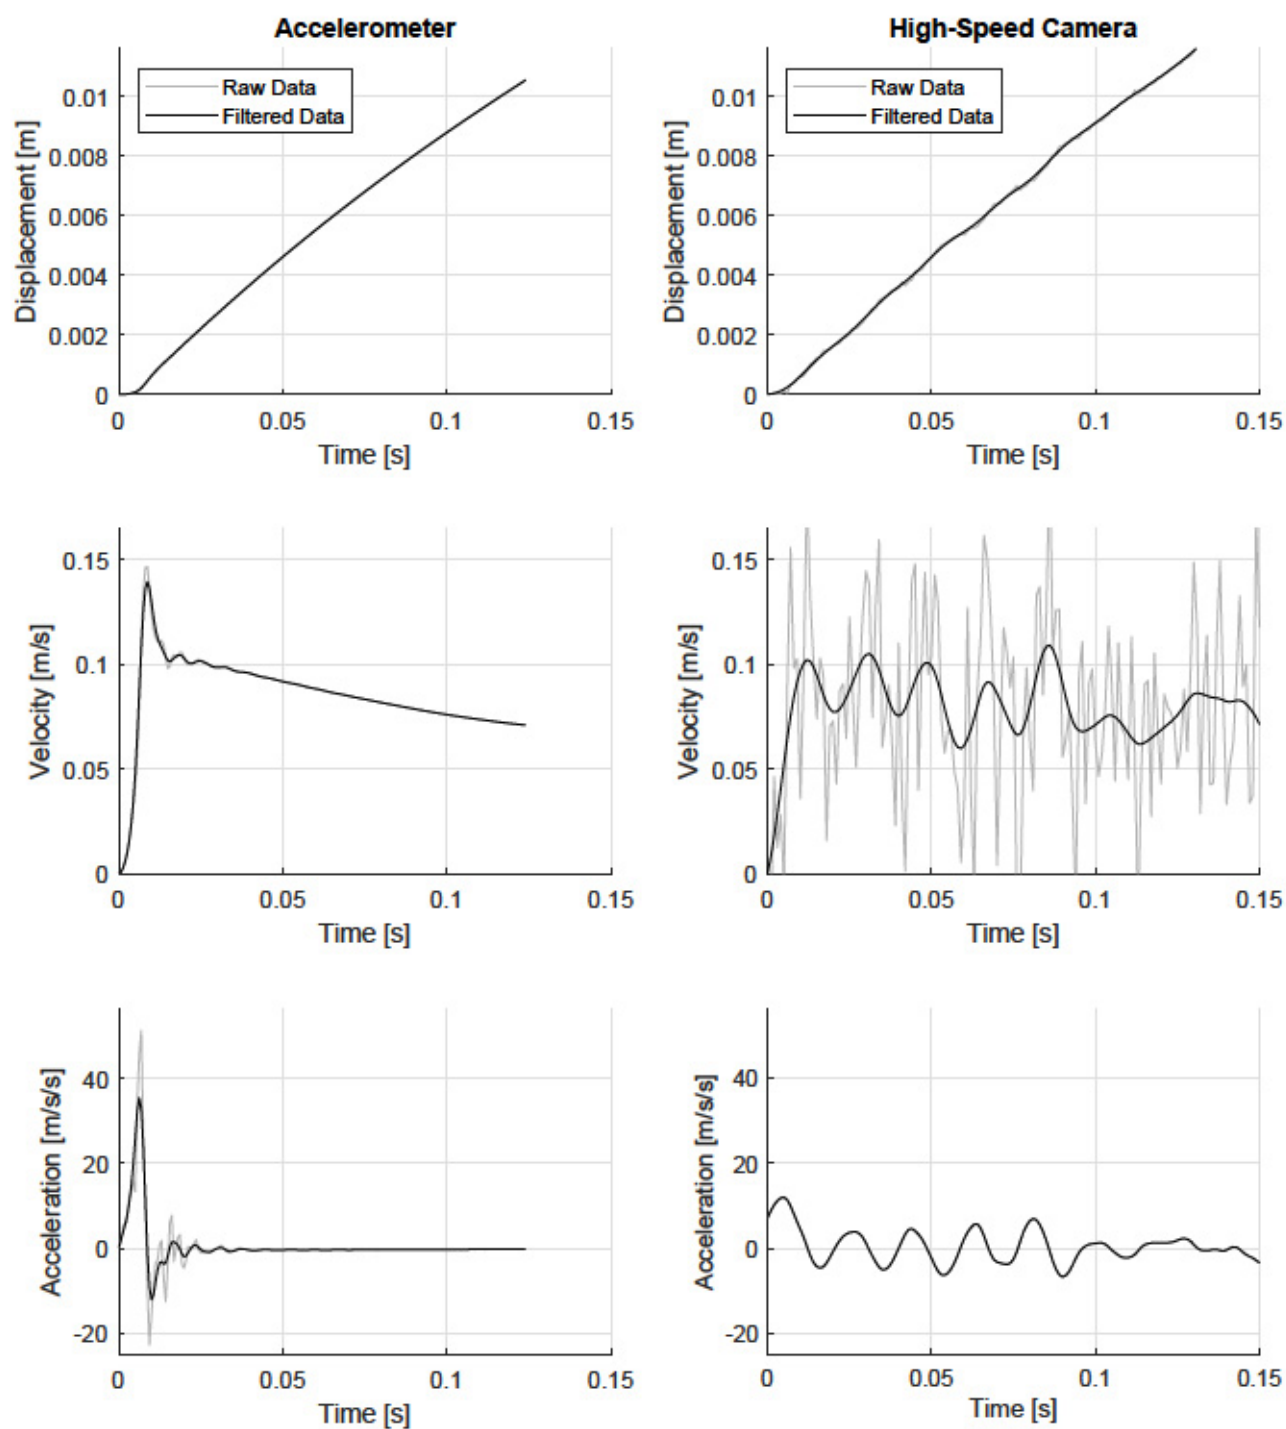 Accelerometer
Raw Data
Filtered Data
0.01
0.008
0.006
0.004
0.002
0
Displacement [m]
0 0.05 0.1 0.15
Time [s]
High-Speed Camera
Raw Data
Filtered Data
0.01
0.008
0.006
0.004
0.002
0
Displacement [m]
0 0.05 0.1 0.15
Time [s]
0.15
0.1
0.05
0
Velocity [m/s]
0 0.05 0.1 0.15
Time [s]
0.15
0.1
0.05
0
Velocity [m/s]
0 0.05 0.1 0.15
Time [s]
40
20
0
-20
Acceleration [m/s/s]
0 0.05 0.1 0.15
Time [s]
40
20
0
-20
Acceleration [m/s/s]
0 0.05 0.1 0.15
Time [s]